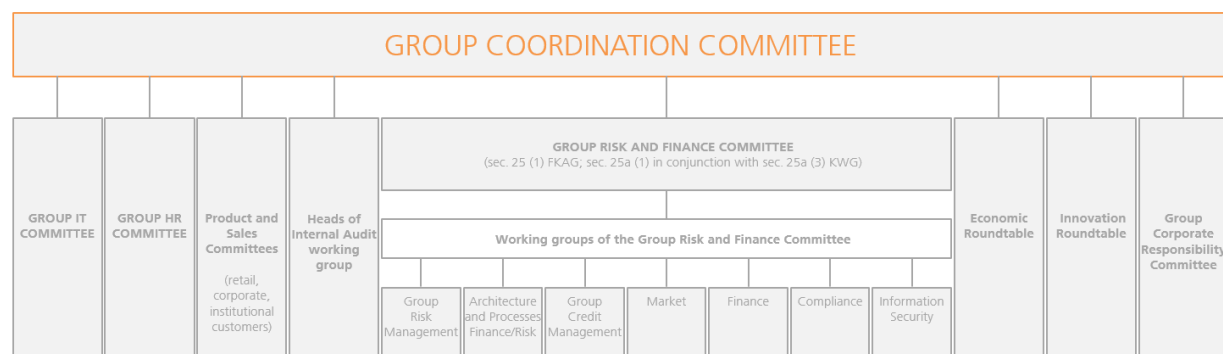 GROUP COORDINATION COMMITTEE
GROUP IT
COMMITTEE
GROUP HR
COMMITTEE
Product and
Sales
Committees
(retail,
corporate,
institutional
customers)
Heads of
Internal Audit
working
group
GROUP RISK AND FINANCE COMMITTEE
(sec. 25 (1) FKAG; sec. 25a (1) in conjunction with sec. 25a (3) KWG)
Working groups of the Group Risk and Finance Committee
Group
Risk
Management
Architecture
and Processes
Finance/Risk
Group
Credit
Management
Market
Finance
Compliance
Information
Security
Economic
Roundtable
Innovation
Roundtable
Group
Corporate
Responsibility
Committee